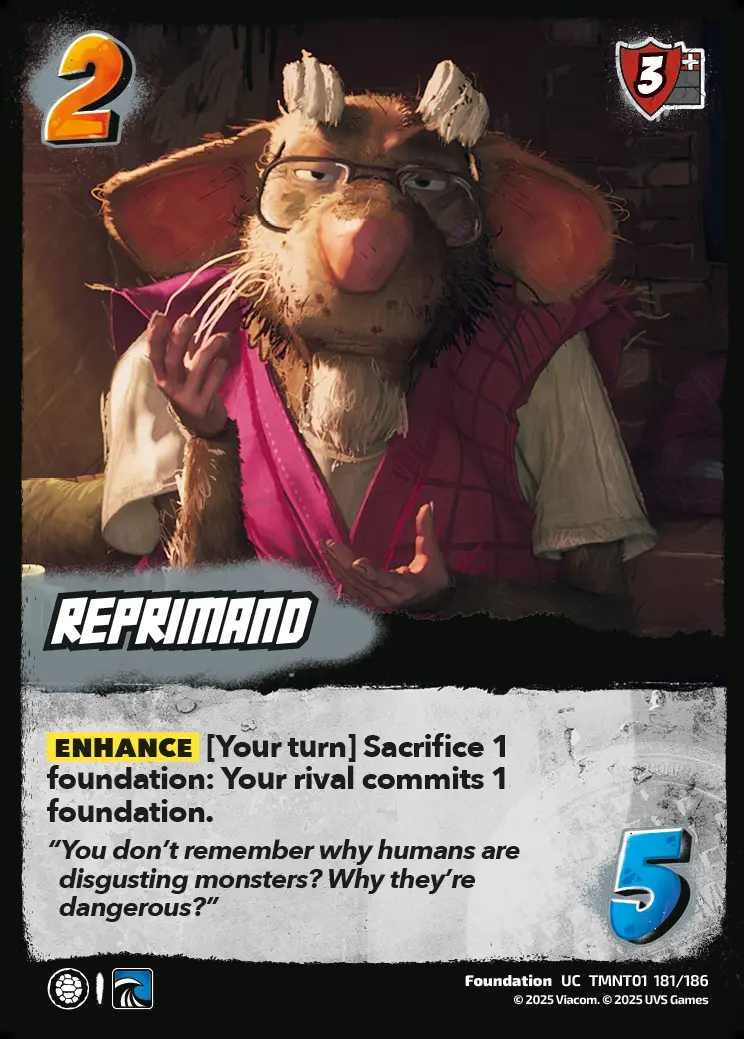 2
3
+
REPRIMAND
ENHANCE [Your turn] Sacrifice 1
foundation: Your rival commits 1
foundation.
“You don’t remember why humans are
disgusting monsters? Why they’re
dangerous?”
5
Foundation UC TMNT01 181/186
© 2025 Viacom. © 2025 UVS Games